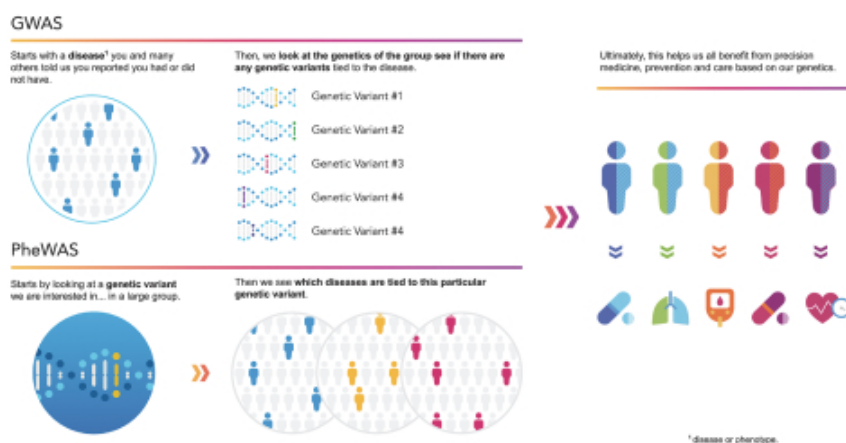 GWAS
Starts with a disease¹ you and many
others told us you reported you had or did
not have.
Then, we look at the genetics of the group see if there are
any genetic variants tied to the disease.
Genetic Variant #1
Genetic Variant #2
Genetic Variant #3
Genetic Variant #4
Genetic Variant #4
PheWAS
Starts by looking at a genetic variant
we are interested in... in a large group.
Then we see which diseases are tied to this particular
genetic variant.
Ultimately, this helps us all benefit from precision
medicine, prevention and care based on our genetics.
¹ disease or phenotype.